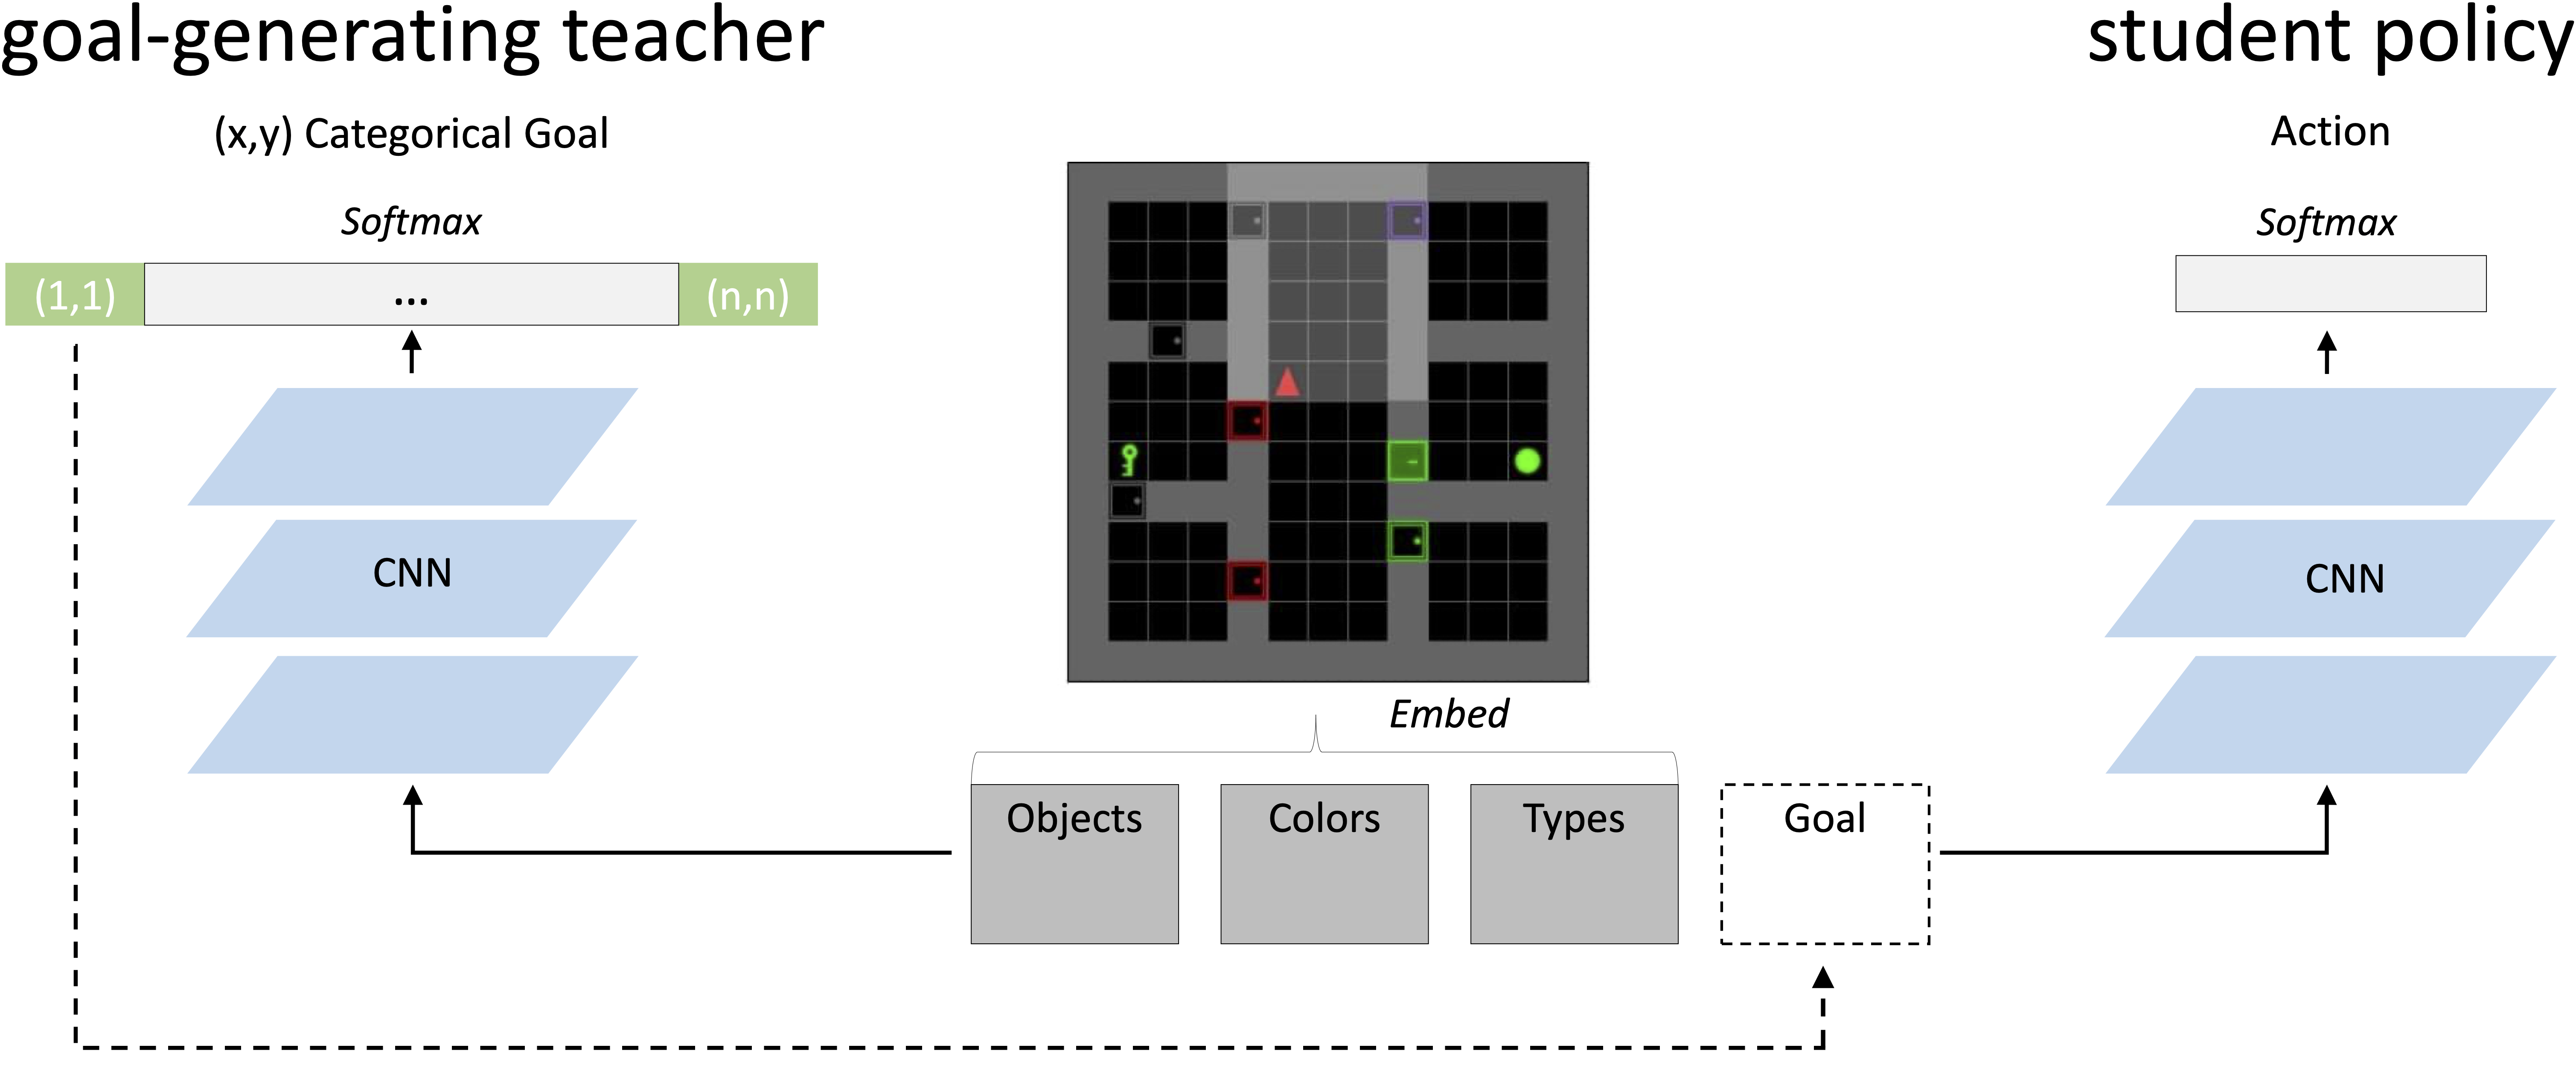 goal-generating teacher
student policy
(x,y) Categorical Goal
Action
Softmax
Softmax
(1,1)
...
(n,n)
CNN
CNN
Embed
Objects
Colors
Types
Goal